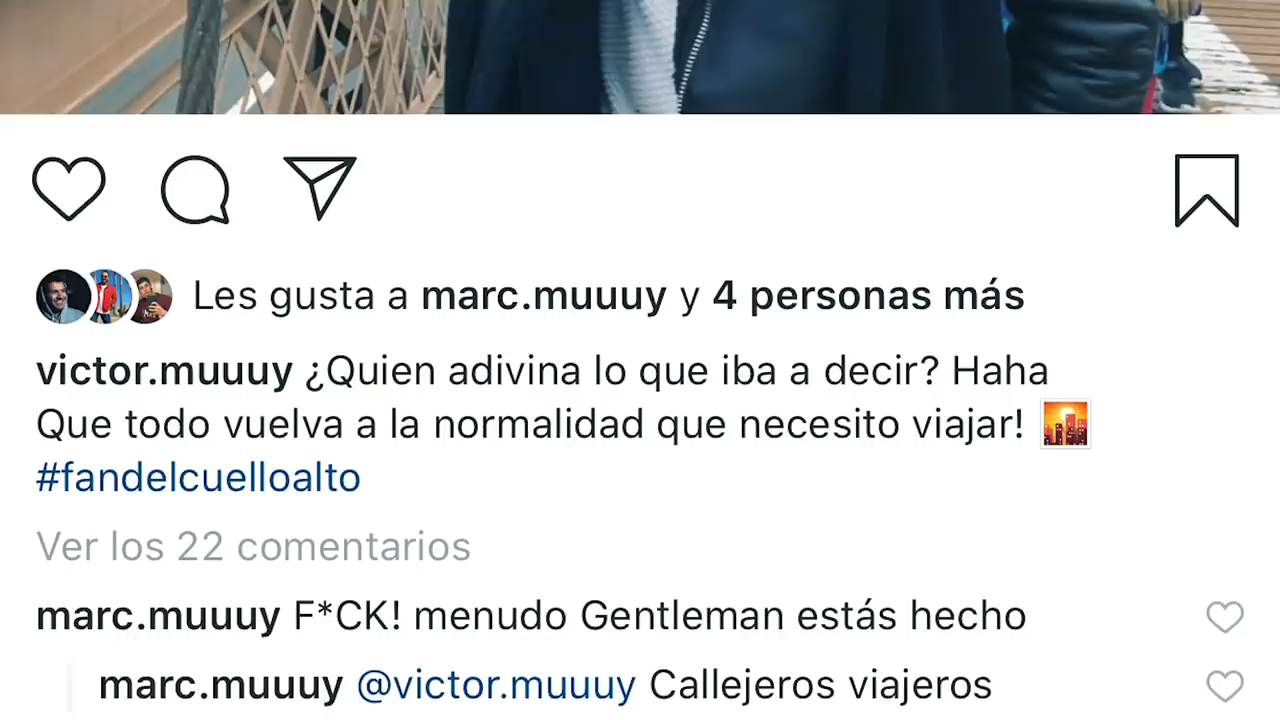 Les gusta a marc.muuuy y 4 personas más
victor.muuuy ¿Quien adivina lo que iba a decir? Haha
Que todo vuelva a la normalidad que necesito viajar! 🌇
#fandelcuelloalto
Ver los 22 comentarios
marc.muuuy F*CK! menudo Gentleman estás hecho
marc.muuuy @victor.muuuy Callejeros viajeros